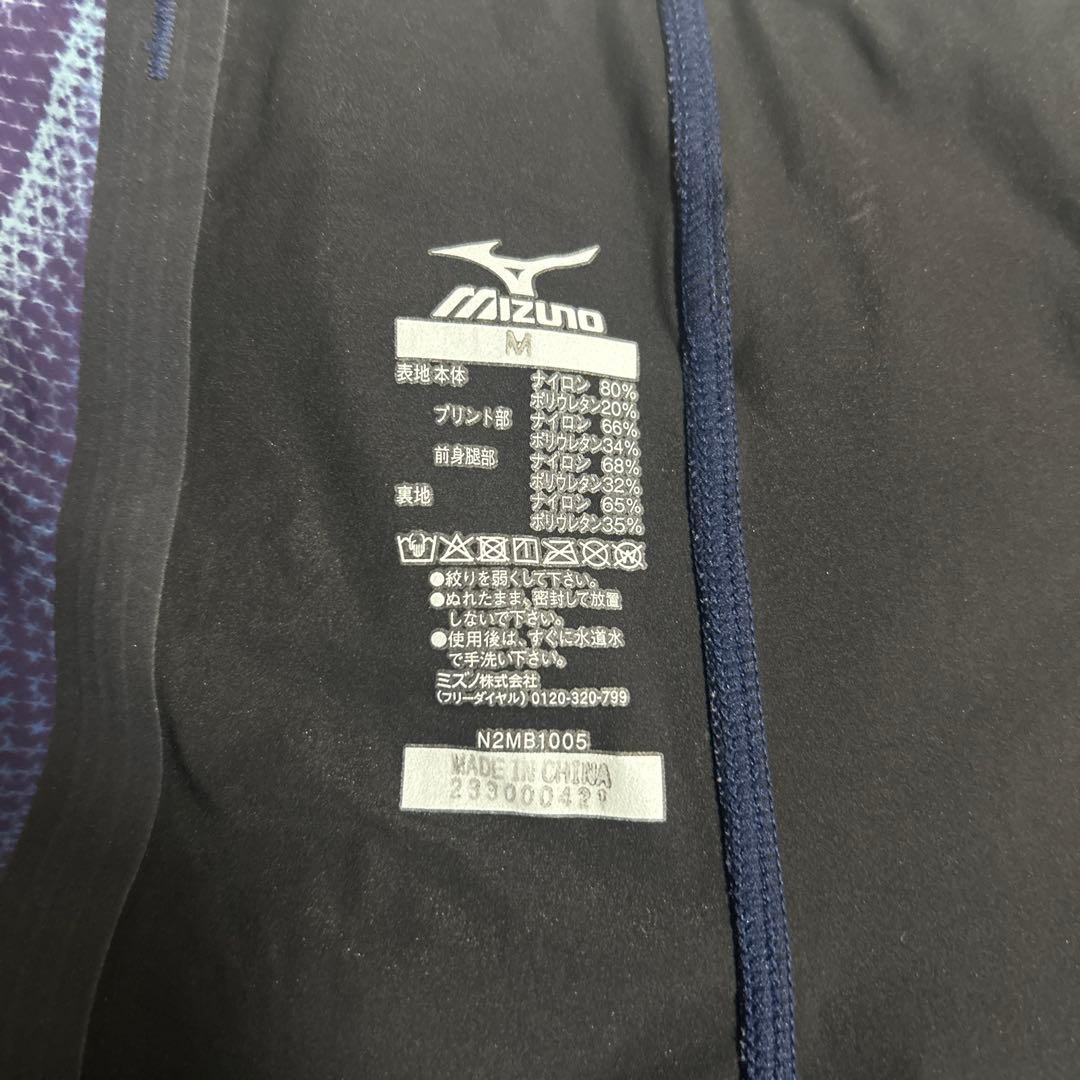 MIZUNO
M
表地 本体 ナイロン 80%
ポリウレタン20%
プリント部 ナイロン 66%
ポリウレタン34%
前身腿部 ナイロン 68%
ポリウレタン32%
裏地 ナイロン 65%
ポリウレタン35%
●絞りを弱くして下さい。
●ぬれたまま、密封して放置
しないで下さい。
●使用後は、すぐに水道水
で手洗い下さい。
ミズノ株式会社
(フリーダイヤル) 0120-320-799
N2MB1005
MADE IN CHINA